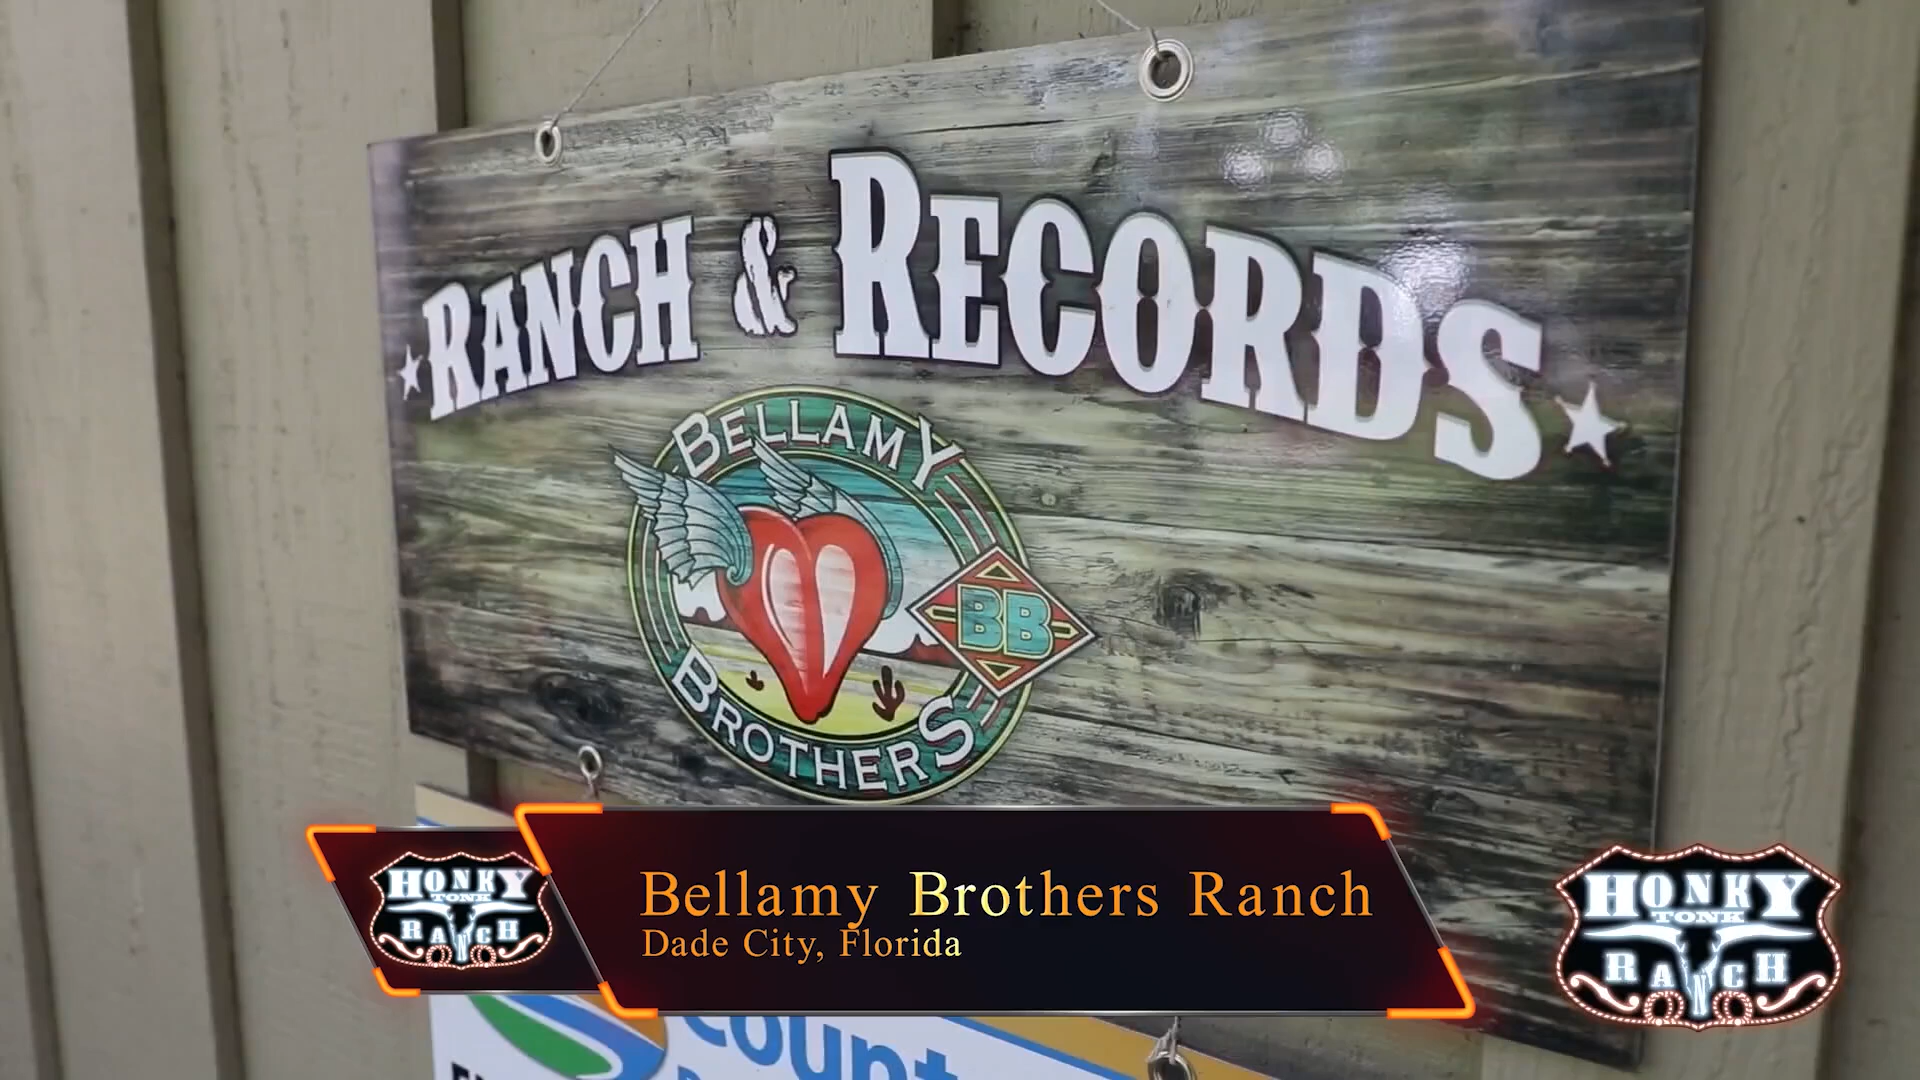 RANCH & RECORDS
BELLAMY
BB
BROTHERS
HONKY
TONK
RANCH
Bellamy Brothers Ranch
Dade City, Florida
HONKY
TONK
RANCH